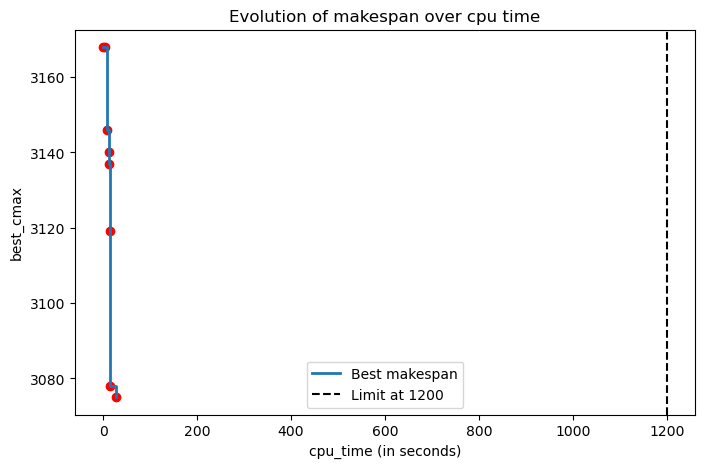 Evolution of makespan over cpu time
best_cmax
3160
3140
3120
3100
3080
Best makespan
Limit at 1200
0
200
400
600
800
1000
1200
cpu_time (in seconds)